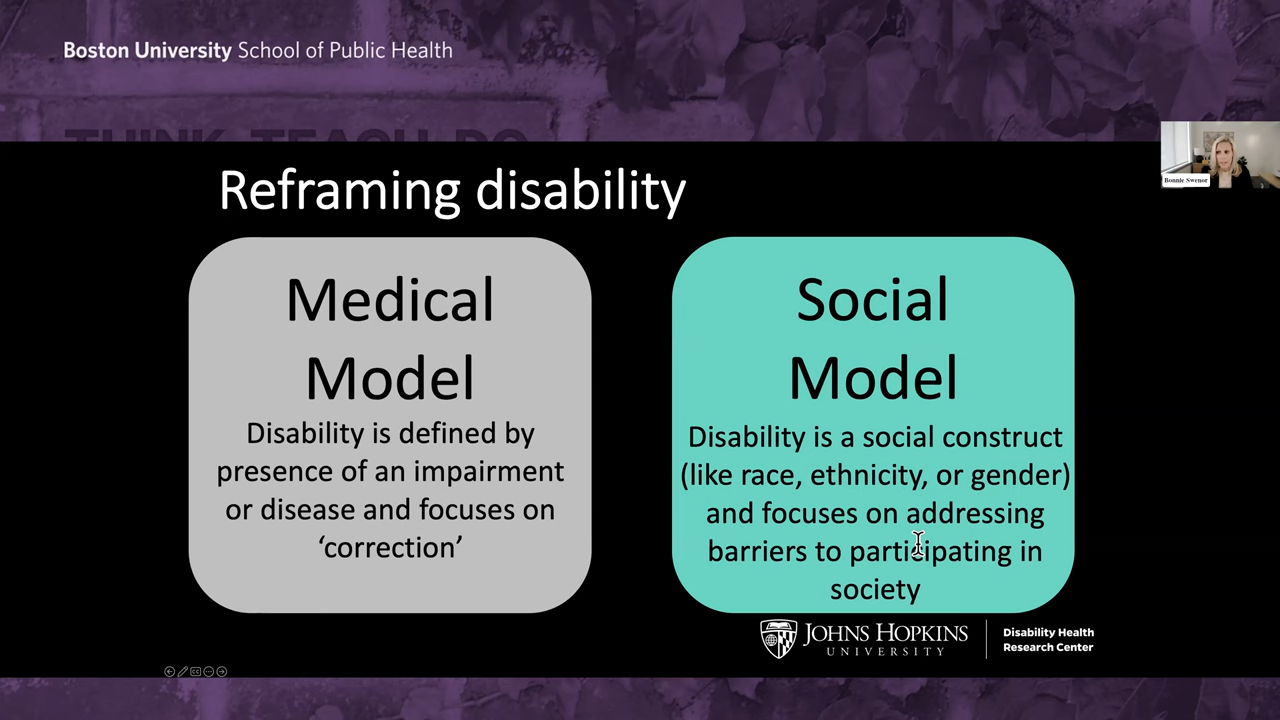 Boston University School of Public Health
THINK. TEACH. DO.
Bonnie Swenor
Reframing disability
Medical
Model
Disability is defined by
presence of an impairment
or disease and focuses on
‘correction’
Social
Model
Disability is a social construct
(like race, ethnicity, or gender)
and focuses on addressing
barriers to participating in
society
JOHNS HOPKINS
UNIVERSITY
Disability Health
Research Center